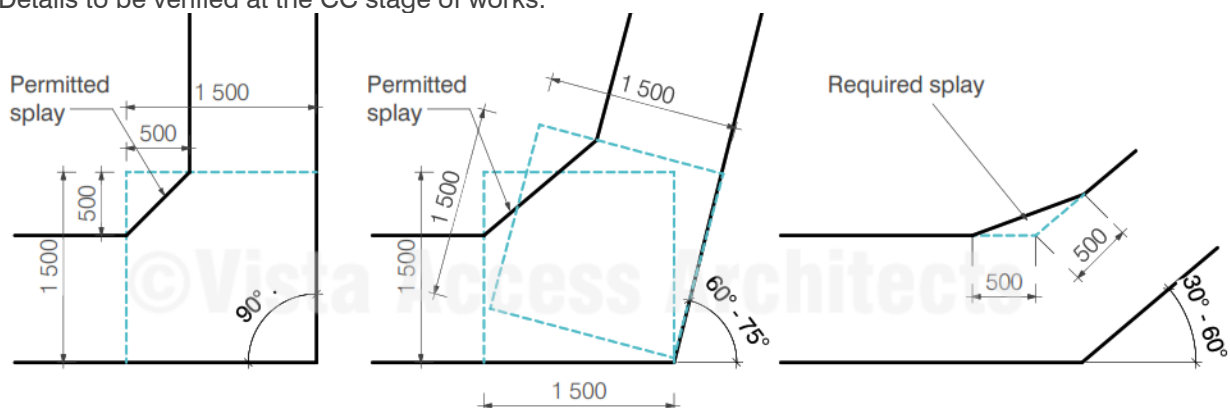 Details to be verified at the CC stage of works.
Permitted
splay
1 500
500
500
1 500
90°
Permitted
splay
1 500
1 500
1 500
60° - 75°
1 500
Required splay
500
500
30° - 60°
©Vista Access Architects